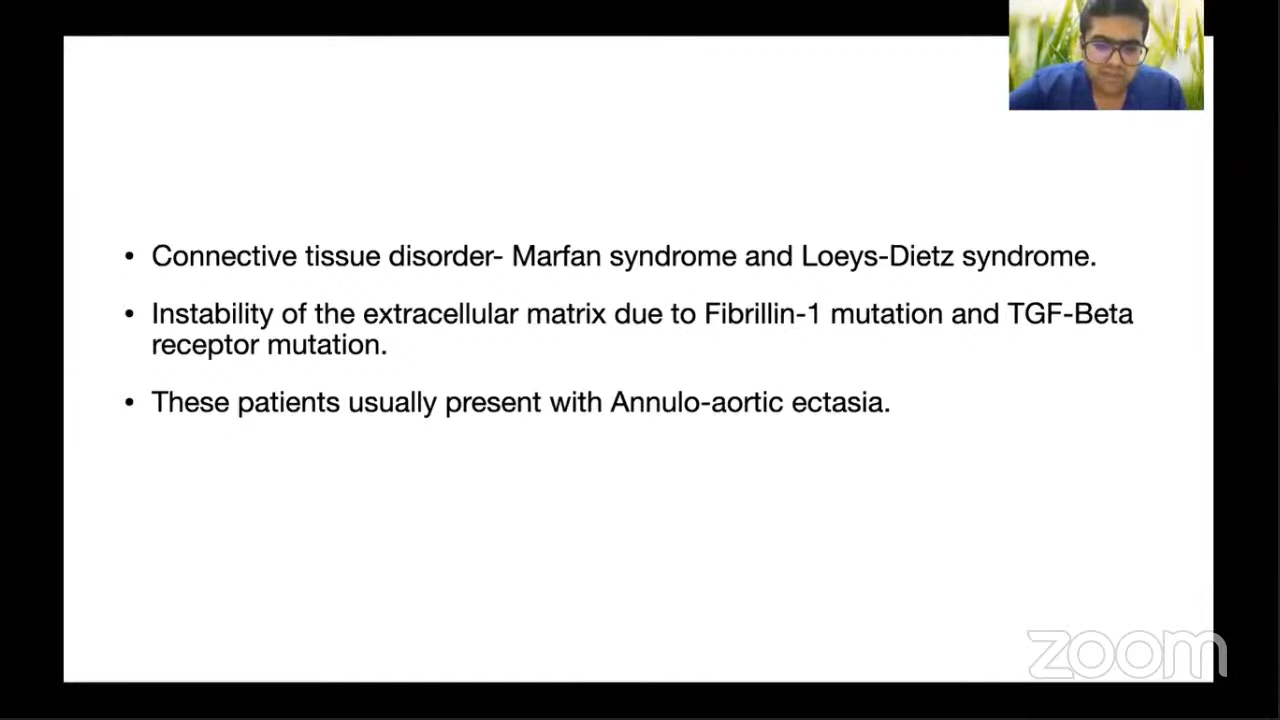 • Connective tissue disorder- Marfan syndrome and Loeys-Dietz syndrome.
• Instability of the extracellular matrix due to Fibrillin-1 mutation and TGF-Beta
receptor mutation.
• These patients usually present with Annulo-aortic ectasia.
zoom